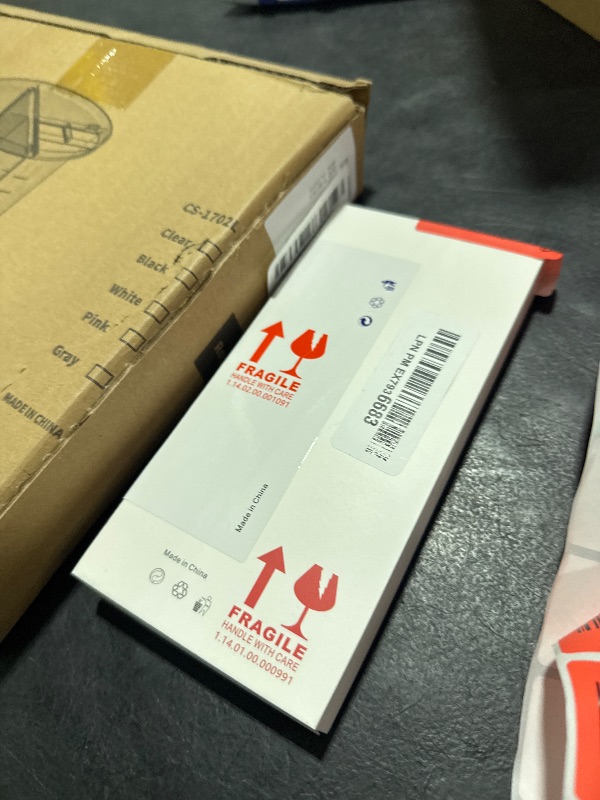 CS-1702
Clear
Black
White
Pink
Gray
MADE IN CHINA
FRAGILE
HANDLE WITH CARE
1.14.02.00.001091
LPN PM EX7936683
Made in China
Made in China
FRAGILE
HANDLE WITH CARE
1.14.01.00.000991